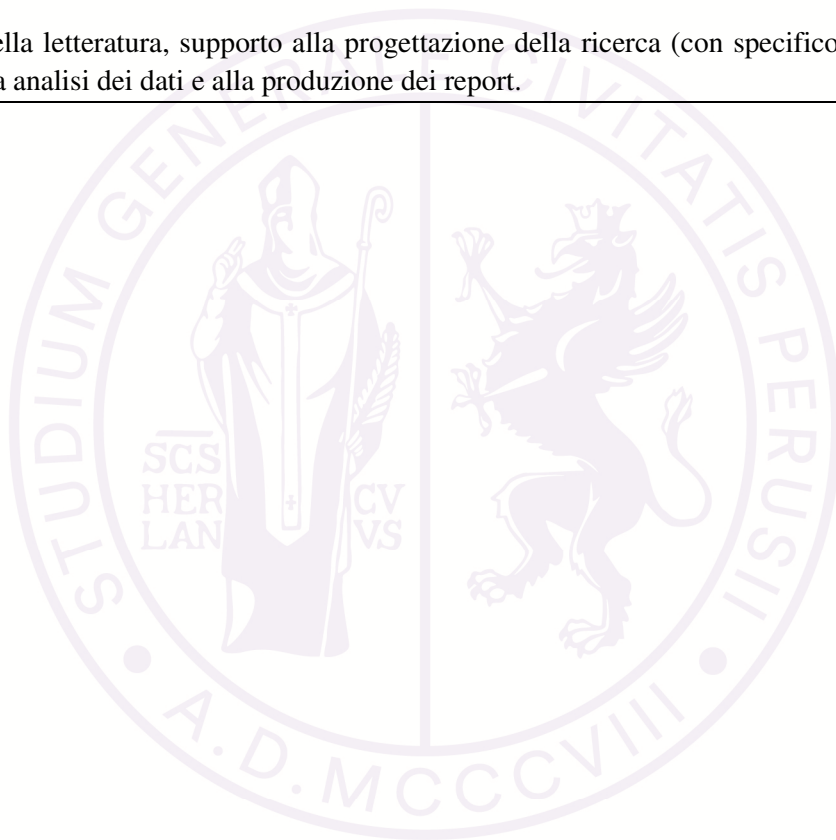 ella letteratura, supporto alla progettazione della ricerca (con specifico
a analisi dei dati e alla produzione dei report.
STUDIUM GENERALE CIVITATIS PERUSII
SCS
HER
LAN
CV
VS
A.D. MCCCVIII